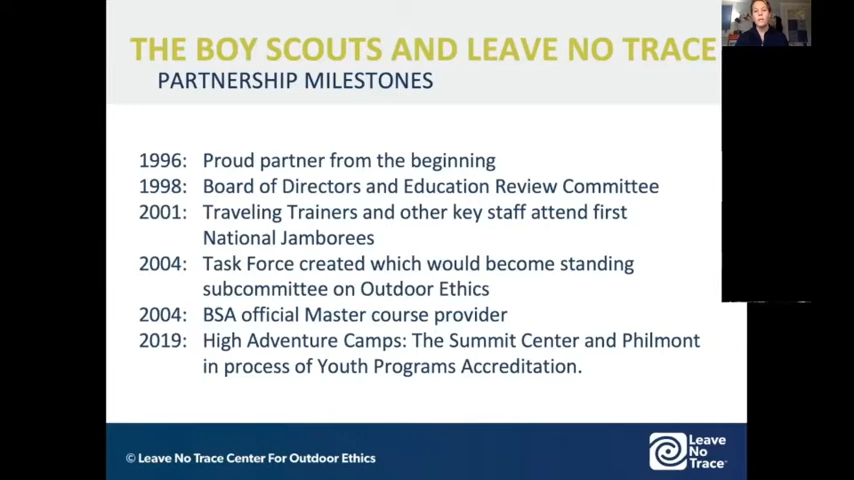 THE BOY SCOUTS AND LEAVE NO TRACE
PARTNERSHIP MILESTONES
1996: Proud partner from the beginning
1998: Board of Directors and Education Review Committee
2001: Traveling Trainers and other key staff attend first
National Jamborees
2004: Task Force created which would become standing
subcommittee on Outdoor Ethics
2004: BSA official Master course provider
2019: High Adventure Camps: The Summit Center and Philmont
in process of Youth Programs Accreditation.
© Leave No Trace Center For Outdoor Ethics
Leave
No
Trace™